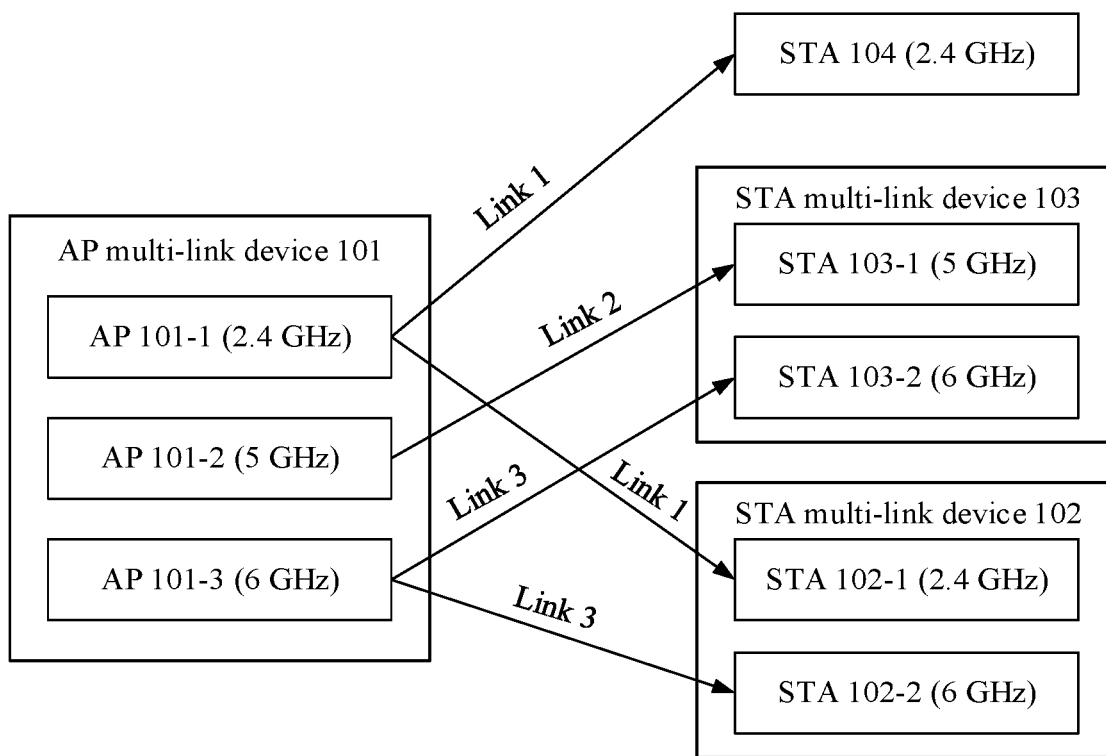 STA 104 (2.4 GHz)
Link 1
STA multi-link device 103
AP multi-link device 101
STA 103-1 (5 GHz)
AP 101-1 (2.4 GHz)
Link 2
STA 103-2 (6 GHz)
AP 101-2 (5 GHz)
Link 3
Link 1
STA multi-link device 102
AP 101-3 (6 GHz)
STA 102-1 (2.4 GHz)
Link 3
STA 102-2 (6 GHz)